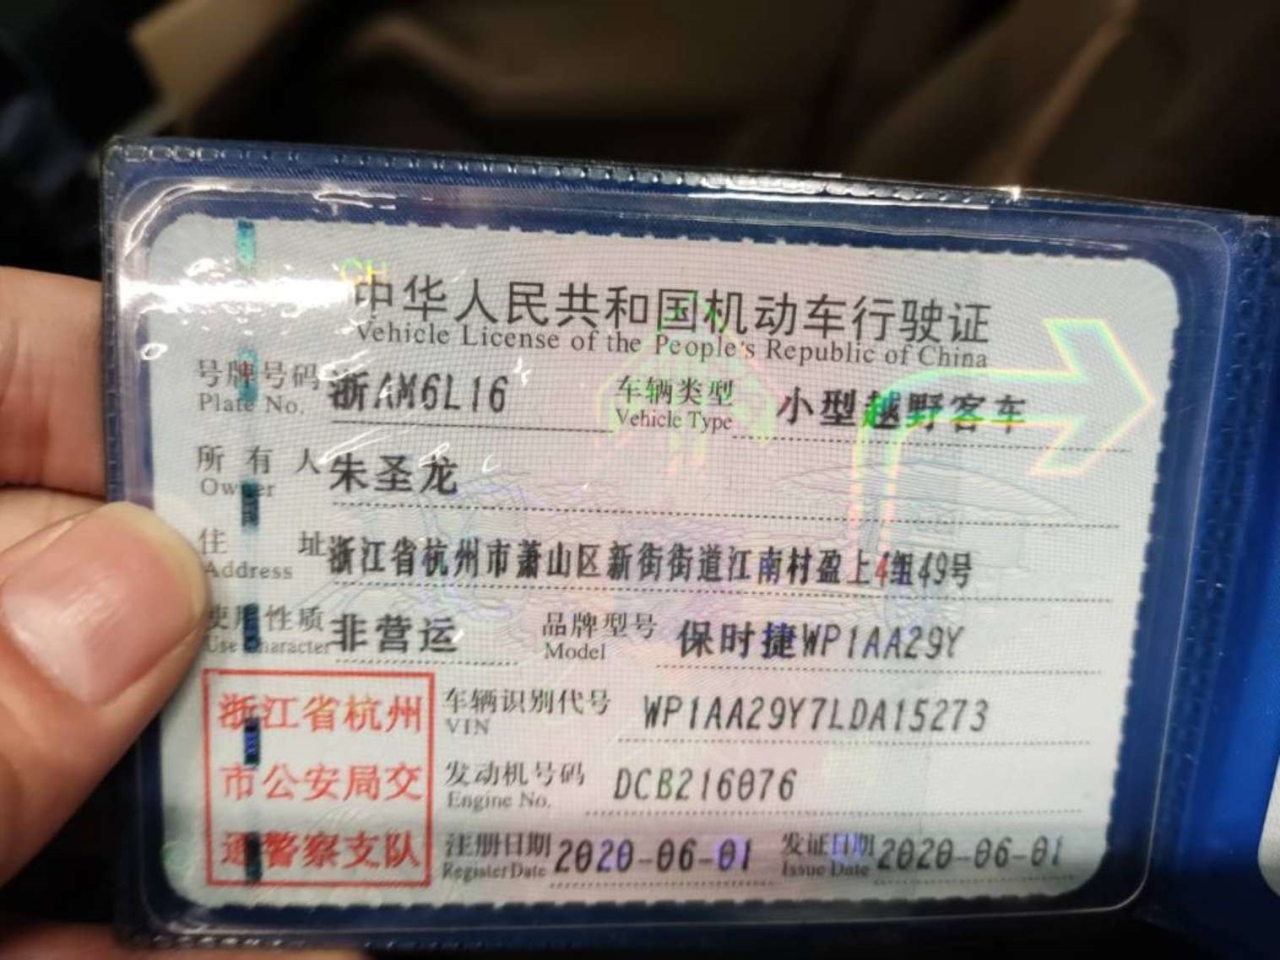 中华人民共和国机动车行驶证
Vehicle License of the People's Republic of China
号牌号码 浙AM6L16 车辆类型 小型越野客车
Plate No. Vehicle Type
所有人 朱圣龙
Owner
住址 浙江省杭州市萧山区新街街道江南村盈上4组49号
Address
使用性质 非营运 品牌型号 保时捷WP1AA29Y
Use Character Model
浙江省杭州
市公安局交
通警察支队
车辆识别代号 WP1AA29Y7LDA15273
VIN
发动机号码 DCB216076
Engine No.
注册日期 2020-06-01 发证日期 2020-06-01
Register Date Issue Date